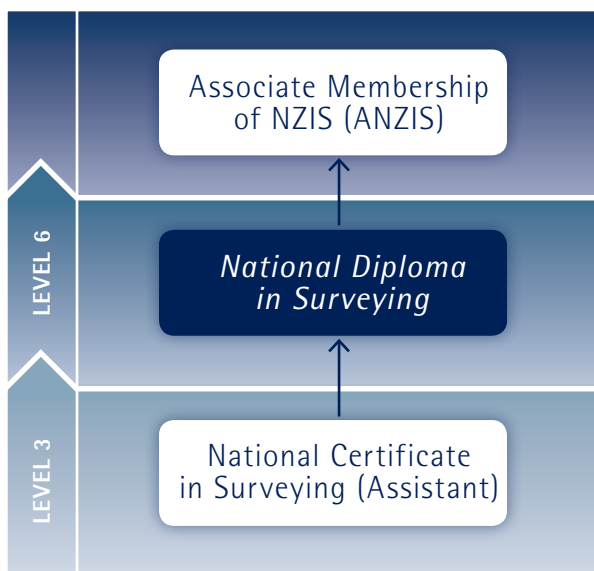 Associate Membership
of NZIS (ANZIS)
LEVEL 6
National Diploma
in Surveying
LEVEL 3
National Certificate
in Surveying (Assistant)